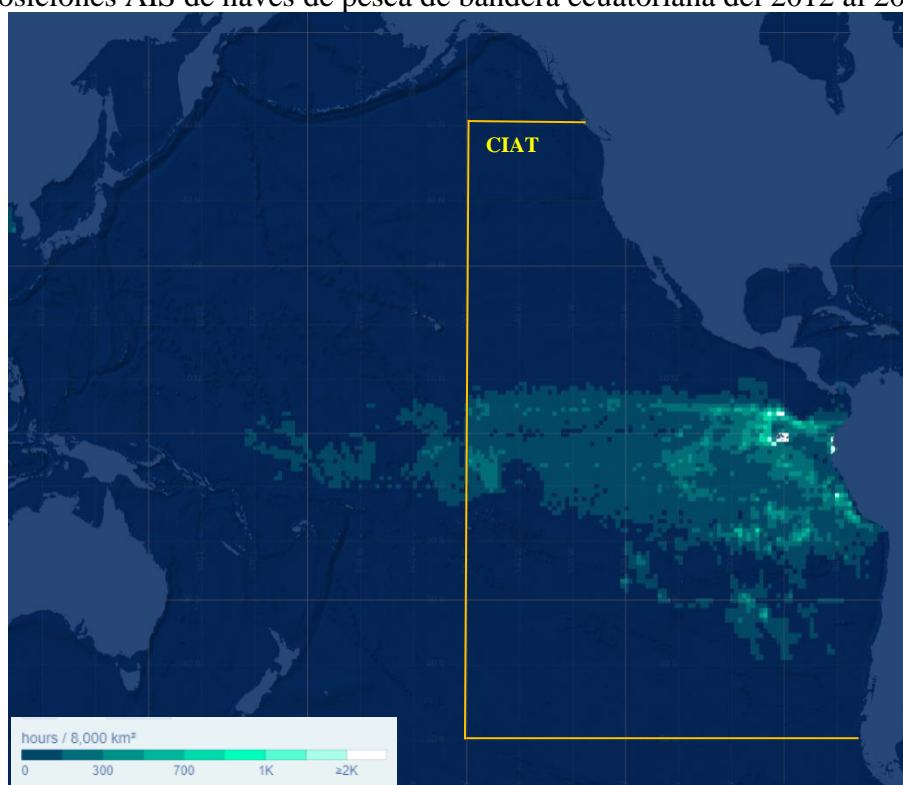 osiciones AIS de naves de pesca de bandera ecuatoriana del 2012 al 20
CIAT
hours / 8,000 km²
0 300 700 1K ≥2K